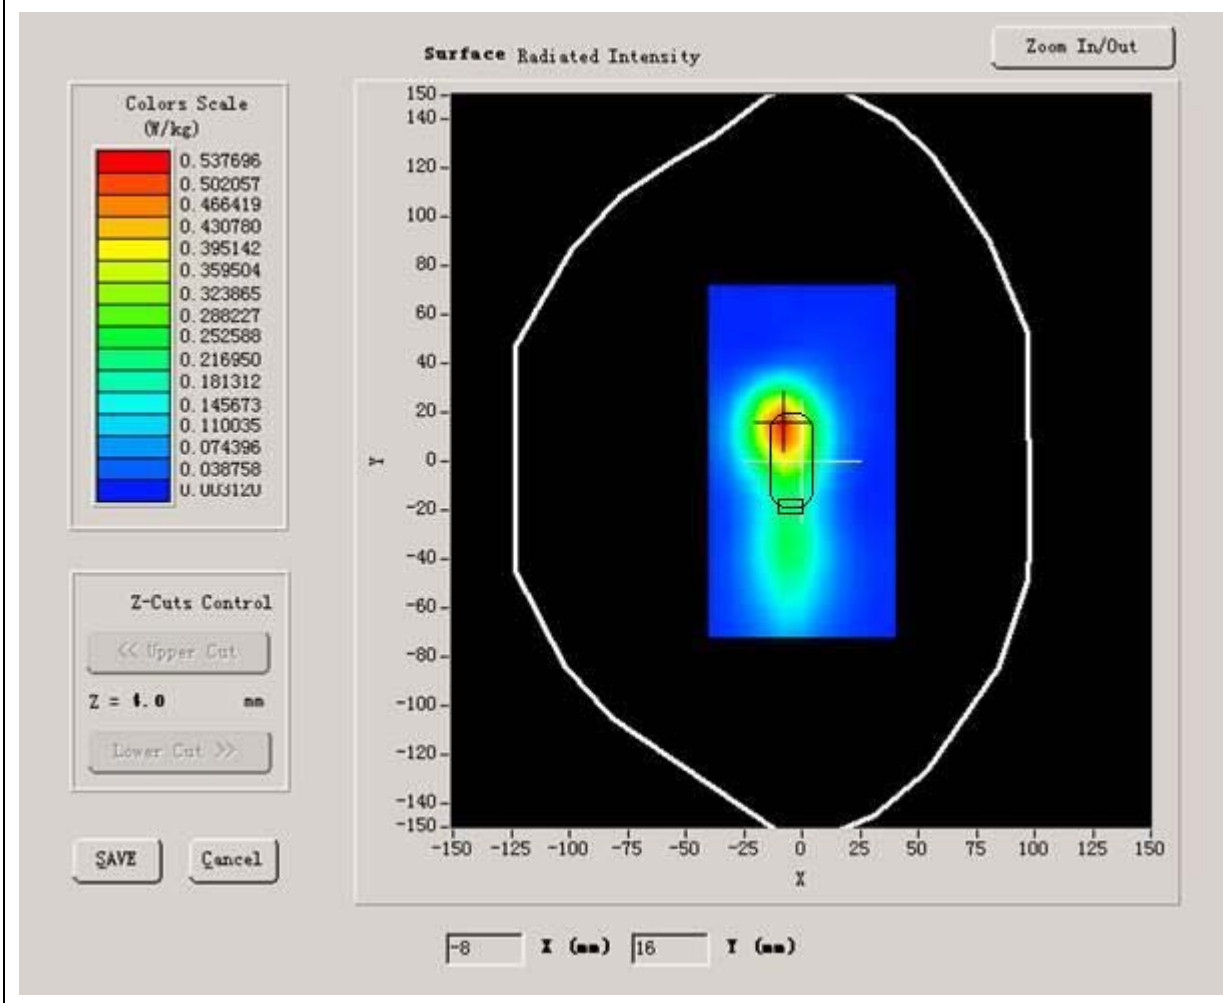 Surface Radiated Intensity
Zoom In/Out
Colors Scale
(W/kg)
0.537696
0.502057
0.466419
0.430780
0.395142
0.359504
0.323865
0.288227
0.252588
0.216950
0.181312
0.145673
0.110035
0.074396
0.038758
0.003120
Z-Cuts Control
<< Upper Cut
Z = 4.0 mm
Lower Cut >>
SAVE
Cancel
150
140
120
100
80
60
40
20
0
-20
-40
-60
-80
-100
-120
-140
-150
Y
-150 -125 -100 -75 -50 -25 0 25 50 75 100 125 150
X
-8 X (mm) 16 Y (mm)